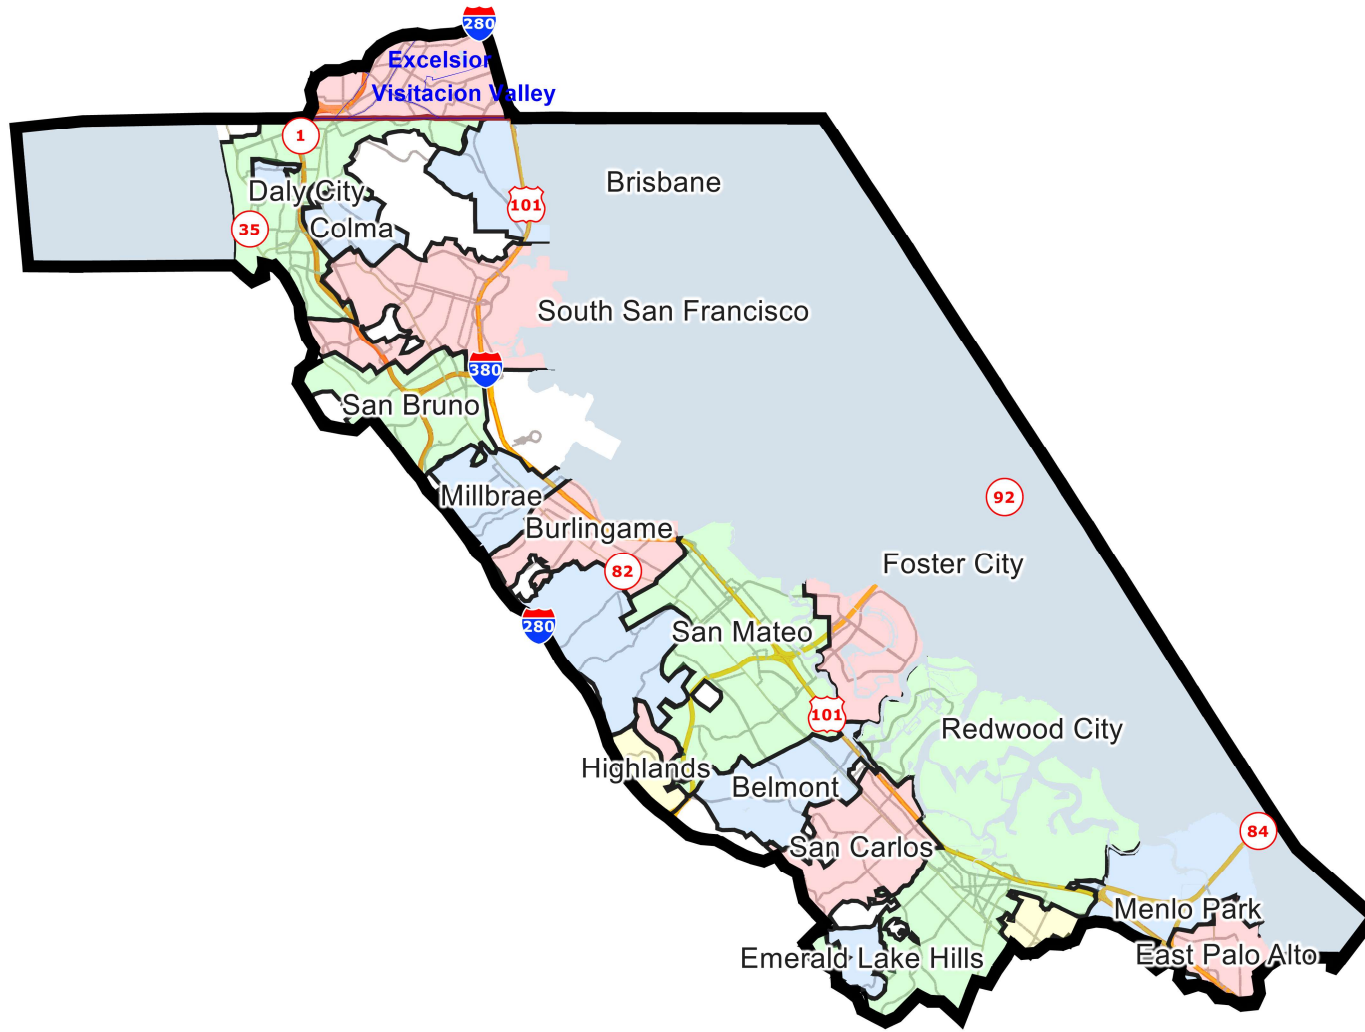 280
Excelsior
Visitacion Valley
1
Daly City
Brisbane
101
35
Colma
South San Francisco
380
San Bruno
Millbrae
92
Burlingame
Foster City
82
280
San Mateo
101
Redwood City
Highlands
Belmont
84
San Carlos
Menlo Park
East Palo Alto
Emerald Lake Hills